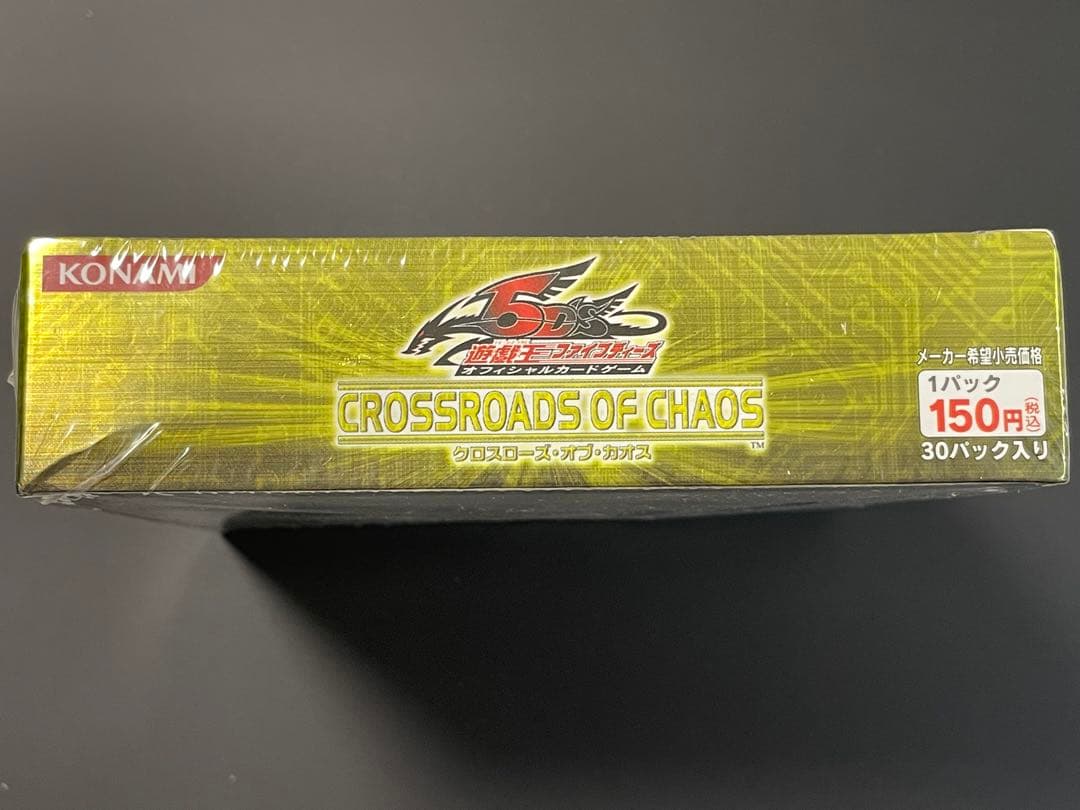 KONAMI
5D's
遊戯王ファイブディーズ
オフィシャルカードゲーム
CROSSROADS OF CHAOS
TM
クロスローズ・オブ・カオス
メーカー希望小売価格
1パック
150円(税込)
30パック入り